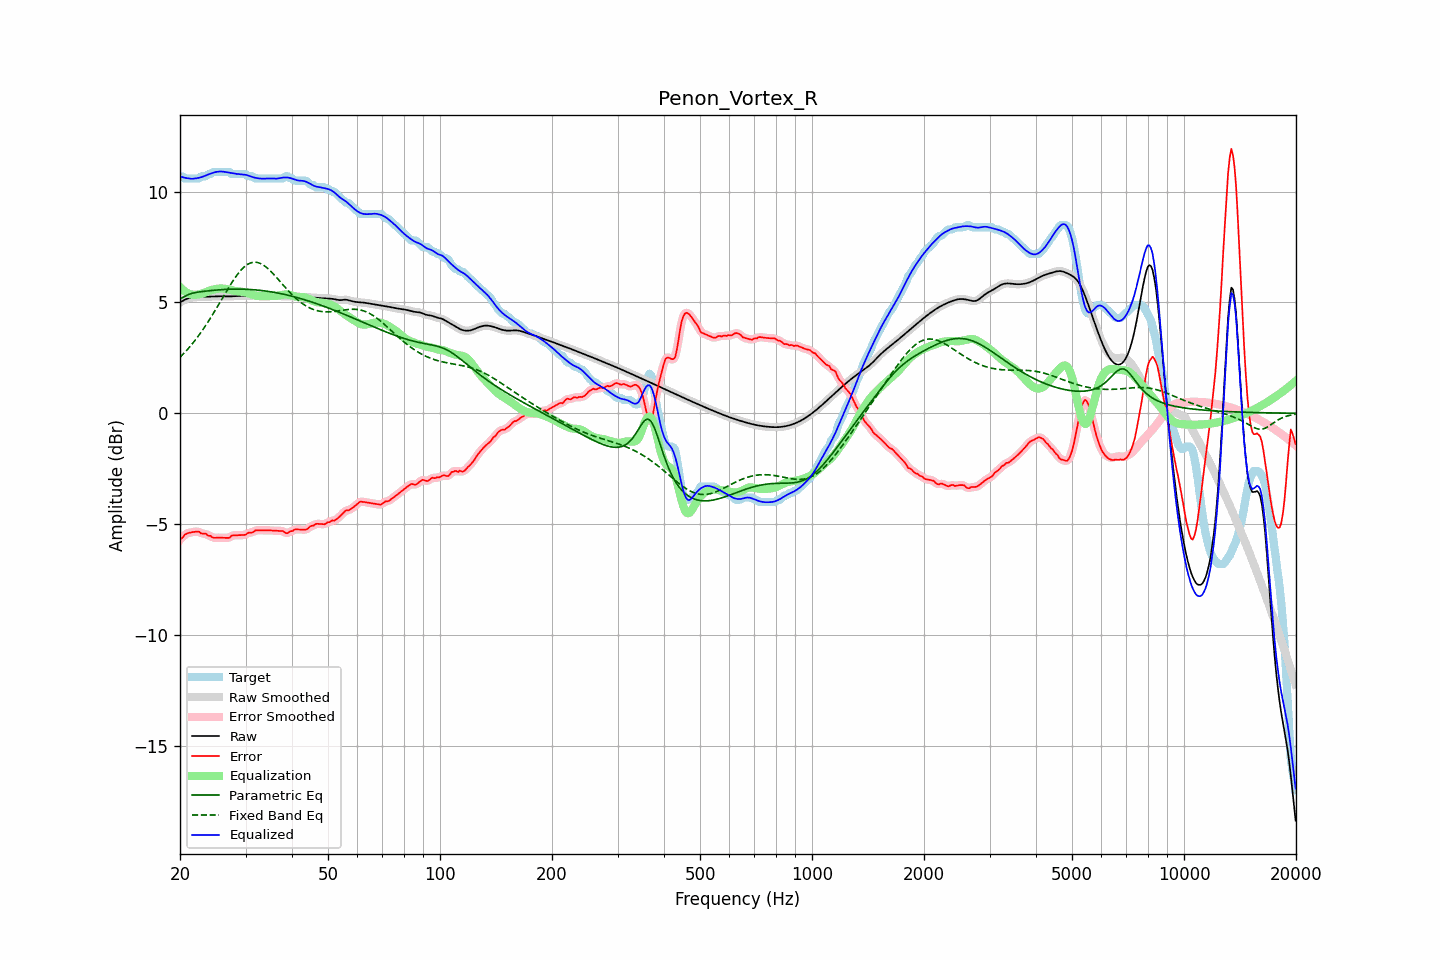 Penon_Vortex_R
Amplitude (dBr)
10
5
0
−5
−10
−15
Target
Raw Smoothed
Error Smoothed
Raw
Error
Equalization
Parametric Eq
Fixed Band Eq
Equalized
20 50 100 200 500 1000 2000 5000 10000 20000
Frequency (Hz)